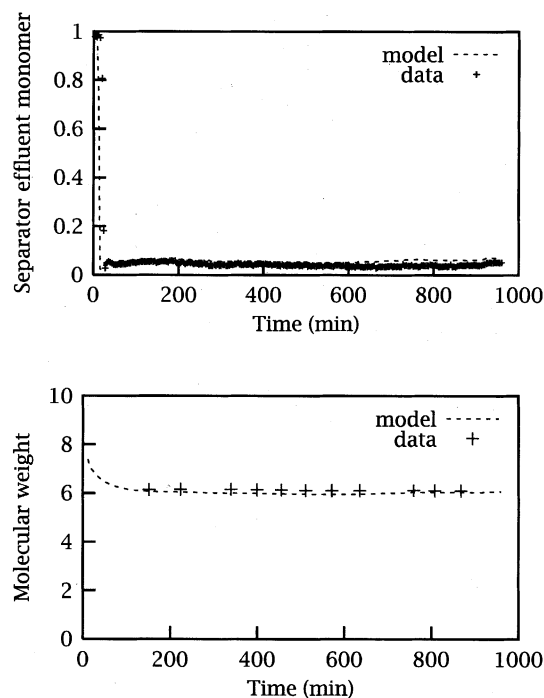 Separator effluent monomer
1
0.8
0.6
0.4
0.2
0
model
data
0 200 400 600 800 1000
Time (min)
Molecular weight
10
8
6
4
2
0
model
data
0 200 400 600 800 1000
Time (min)